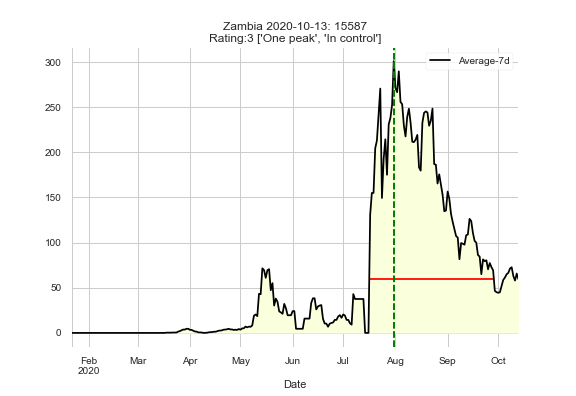 Zambia 2020-10-13: 15587
Rating:3 ['One peak', 'In control']
Average-7d
300
250
200
150
100
50
0
Feb Mar Apr May Jun Jul Aug Sep Oct
2020
Date